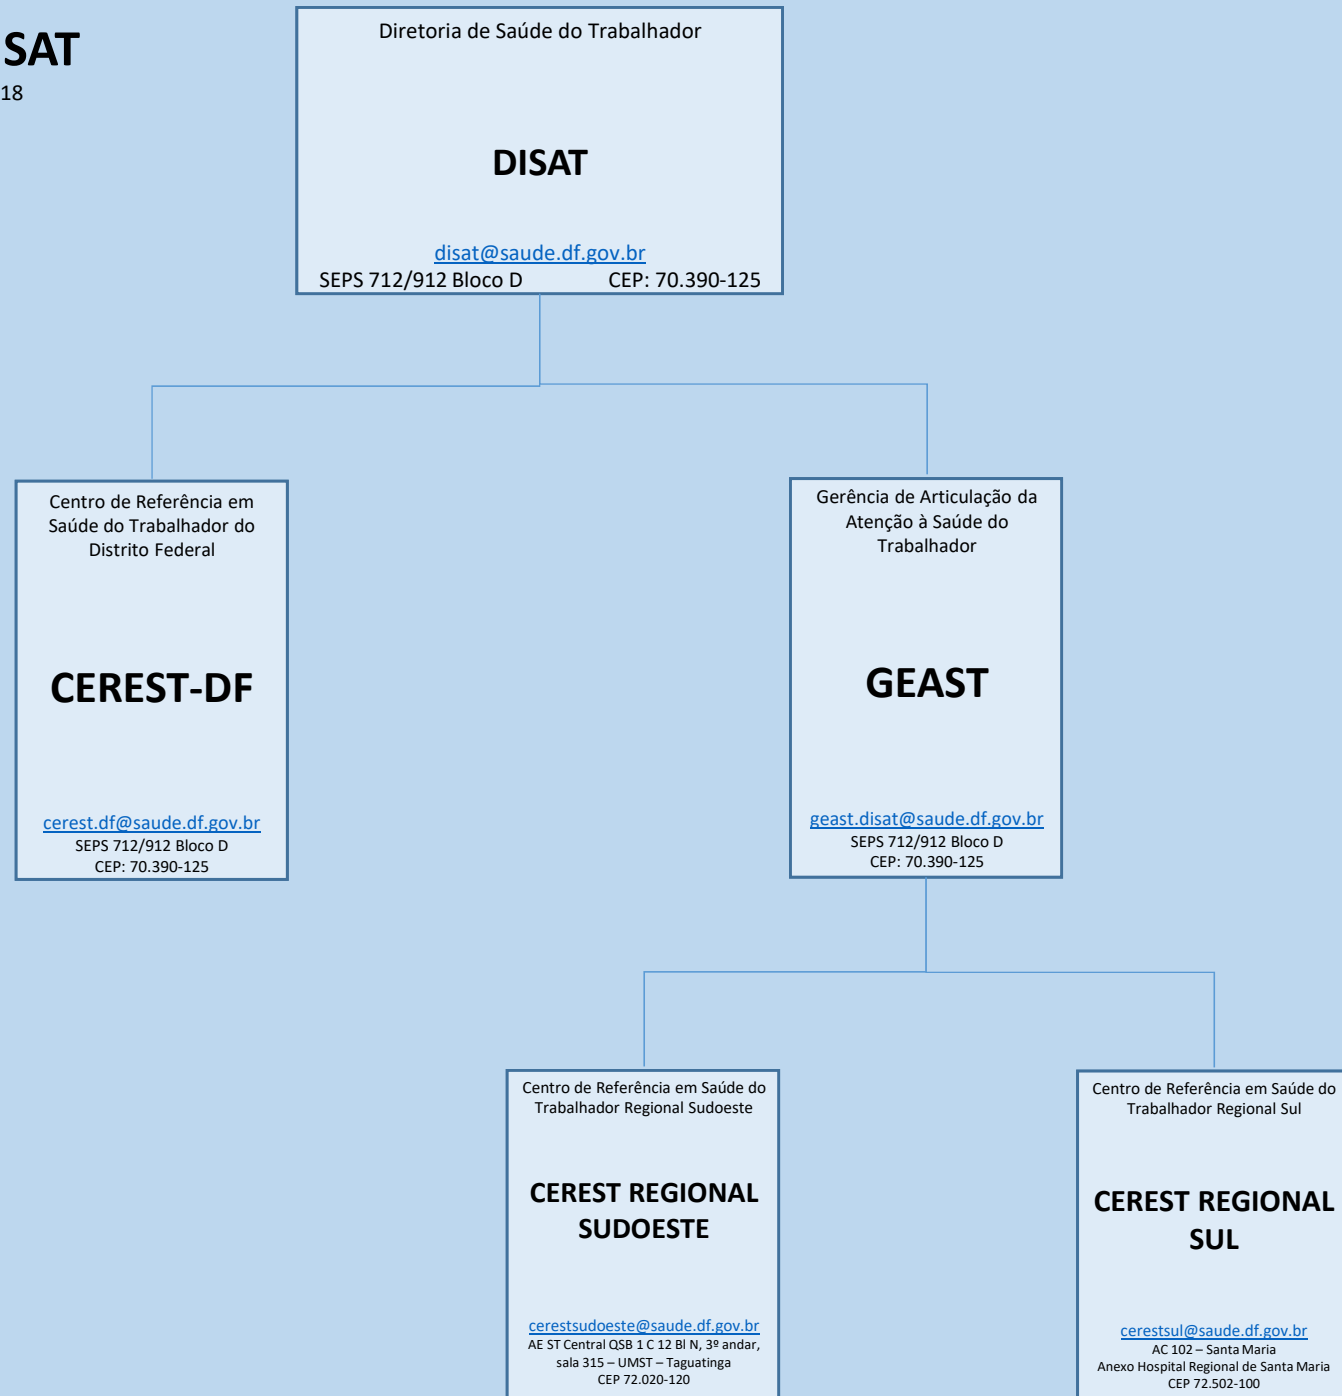 SAT
18
Diretoria de Saúde do Trabalhador
DISAT
disat@saude.df.gov.br
SEPS 712/912 Bloco D CEP: 70.390-125
Centro de Referência em
Saúde do Trabalhador do
Distrito Federal
CEREST-DF
cerest.df@saude.df.gov.br
SEPS 712/912 Bloco D
CEP: 70.390-125
Gerência de Articulação da
Atenção à Saúde do
Trabalhador
GEAST
geast.disat@saude.df.gov.br
SEPS 712/912 Bloco D
CEP: 70.390-125
Centro de Referência em Saúde do
Trabalhador Regional Sudoeste
CEREST REGIONAL
SUDOESTE
cerestsudoeste@saude.df.gov.br
AE ST Central QSB 1 C 12 Bl N, 3º andar,
sala 315 – UMST – Taguatinga
CEP 72.020-120
Centro de Referência em Saúde do
Trabalhador Regional Sul
CEREST REGIONAL
SUL
cerestsul@saude.df.gov.br
AC 102 – Santa Maria
Anexo Hospital Regional de Santa Maria
CEP 72.502-100